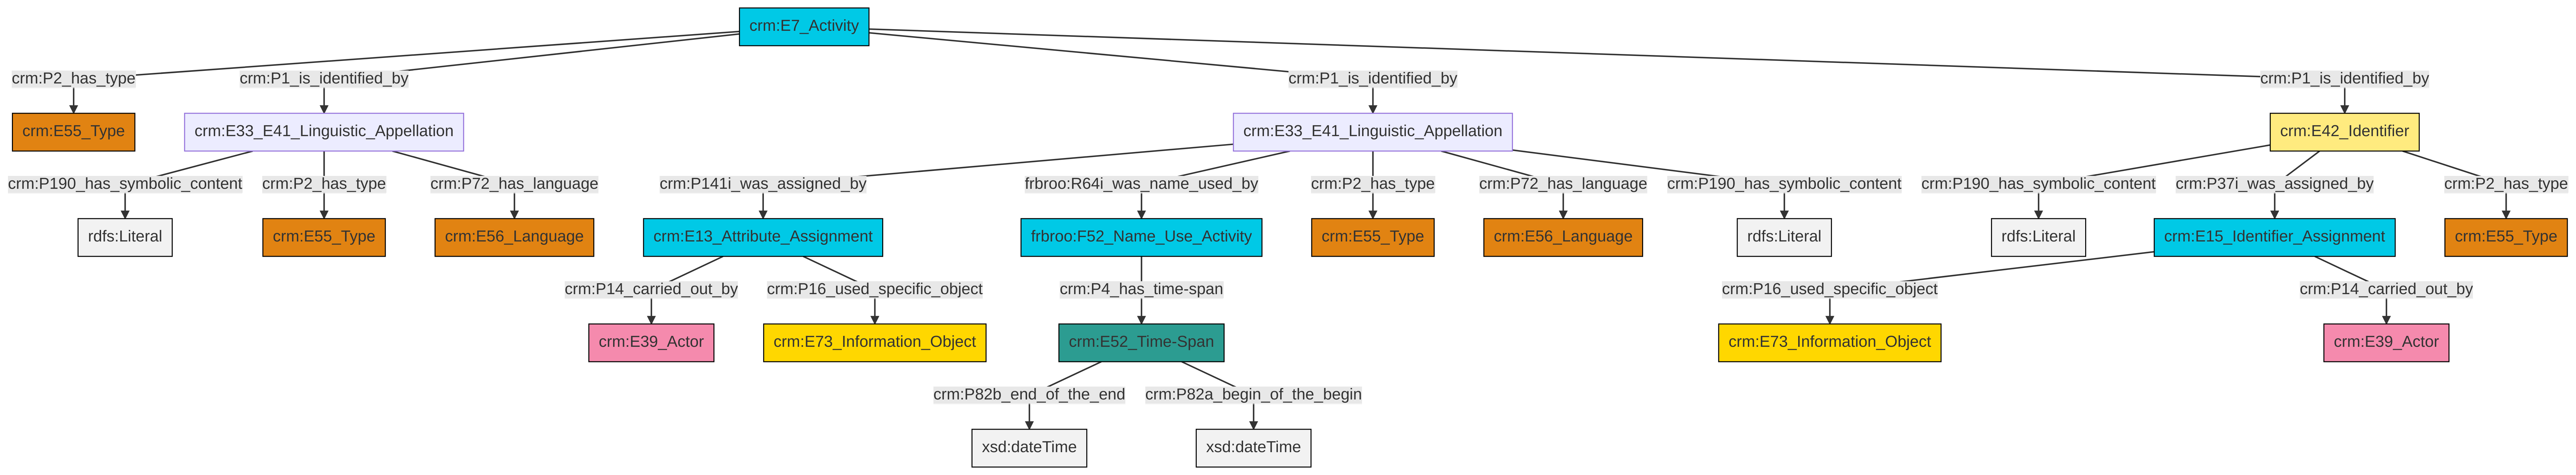 crm:E7_Activity
crm:P2_has_type
crm:P1_is_identified_by
crm:P1_is_identified_by
crm:P1_is_identified_by
crm:E55_Type
crm:E33_E41_Linguistic_Appellation
crm:E33_E41_Linguistic_Appellation
crm:E42_Identifier
crm:P190_has_symbolic_content
crm:P2_has_type
crm:P72_has_language
crm:P141i_was_assigned_by
frbroo:R64i_was_name_used_by
crm:P2_has_type
crm:P72_has_language
crm:P190_has_symbolic_content
crm:P190_has_symbolic_content
crm:P37i_was_assigned_by
crm:P2_has_type
rdfs:Literal
crm:E55_Type
crm:E56_Language
crm:E13_Attribute_Assignment
frbroo:F52_Name_Use_Activity
crm:E55_Type
crm:E56_Language
rdfs:Literal
rdfs:Literal
crm:E15_Identifier_Assignment
crm:E55_Type
crm:P14_carried_out_by
crm:P16_used_specific_object
crm:P4_has_time-span
crm:P16_used_specific_object
crm:P14_carried_out_by
crm:E39_Actor
crm:E73_Information_Object
crm:E52_Time-Span
crm:E73_Information_Object
crm:E39_Actor
crm:P82b_end_of_the_end
crm:P82a_begin_of_the_begin
xsd:dateTime
xsd:dateTime